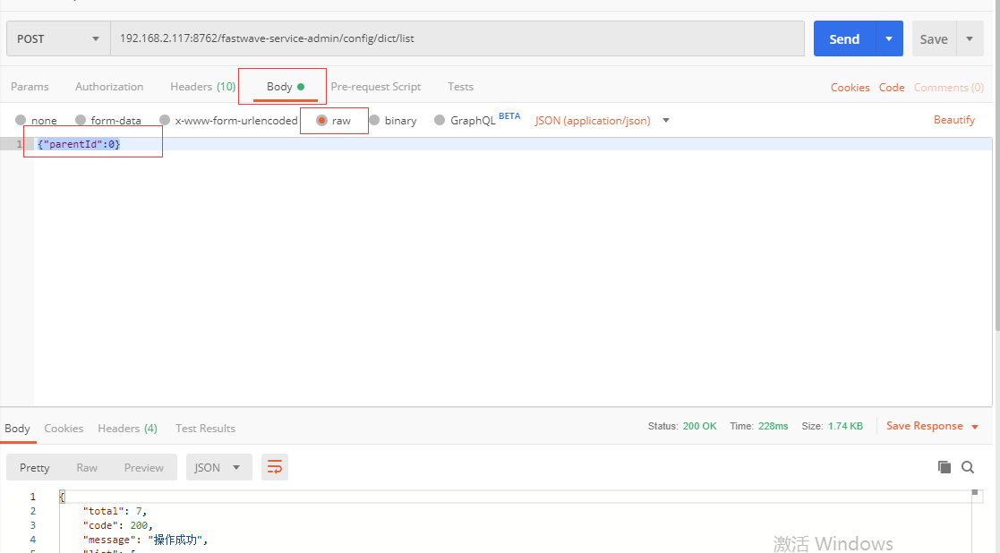 POST 192.168.2.117:8762/fastwave-service-admin/config/dict/list Send Save
Params Authorization Headers (10) Body Pre-request Script Tests Cookies Code Comments (0)
none form-data x-www-form-urlencoded raw binary GraphQL BETA JSON (application/json) Beautify
1 {"parentId":0}
Body Cookies Headers (4) Test Results Status: 200 OK Time: 228ms Size: 1.74 KB Save Response
Pretty Raw Preview JSON
1 {
2 "total": 7,
3 "code": 200,
4 "message": "操作成功",
激活 Windows